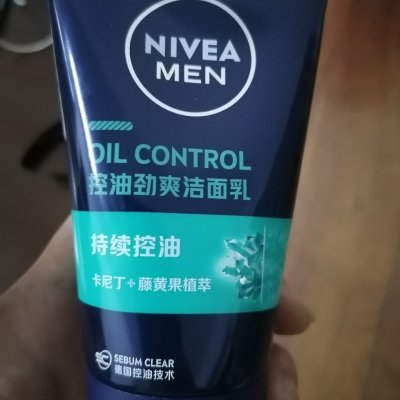 NIVEA
MEN
OIL CONTROL
控油劲爽洁面乳
持续控油
卡尼丁+藤黄果植萃
SEBUM CLEAR
德国控油技术